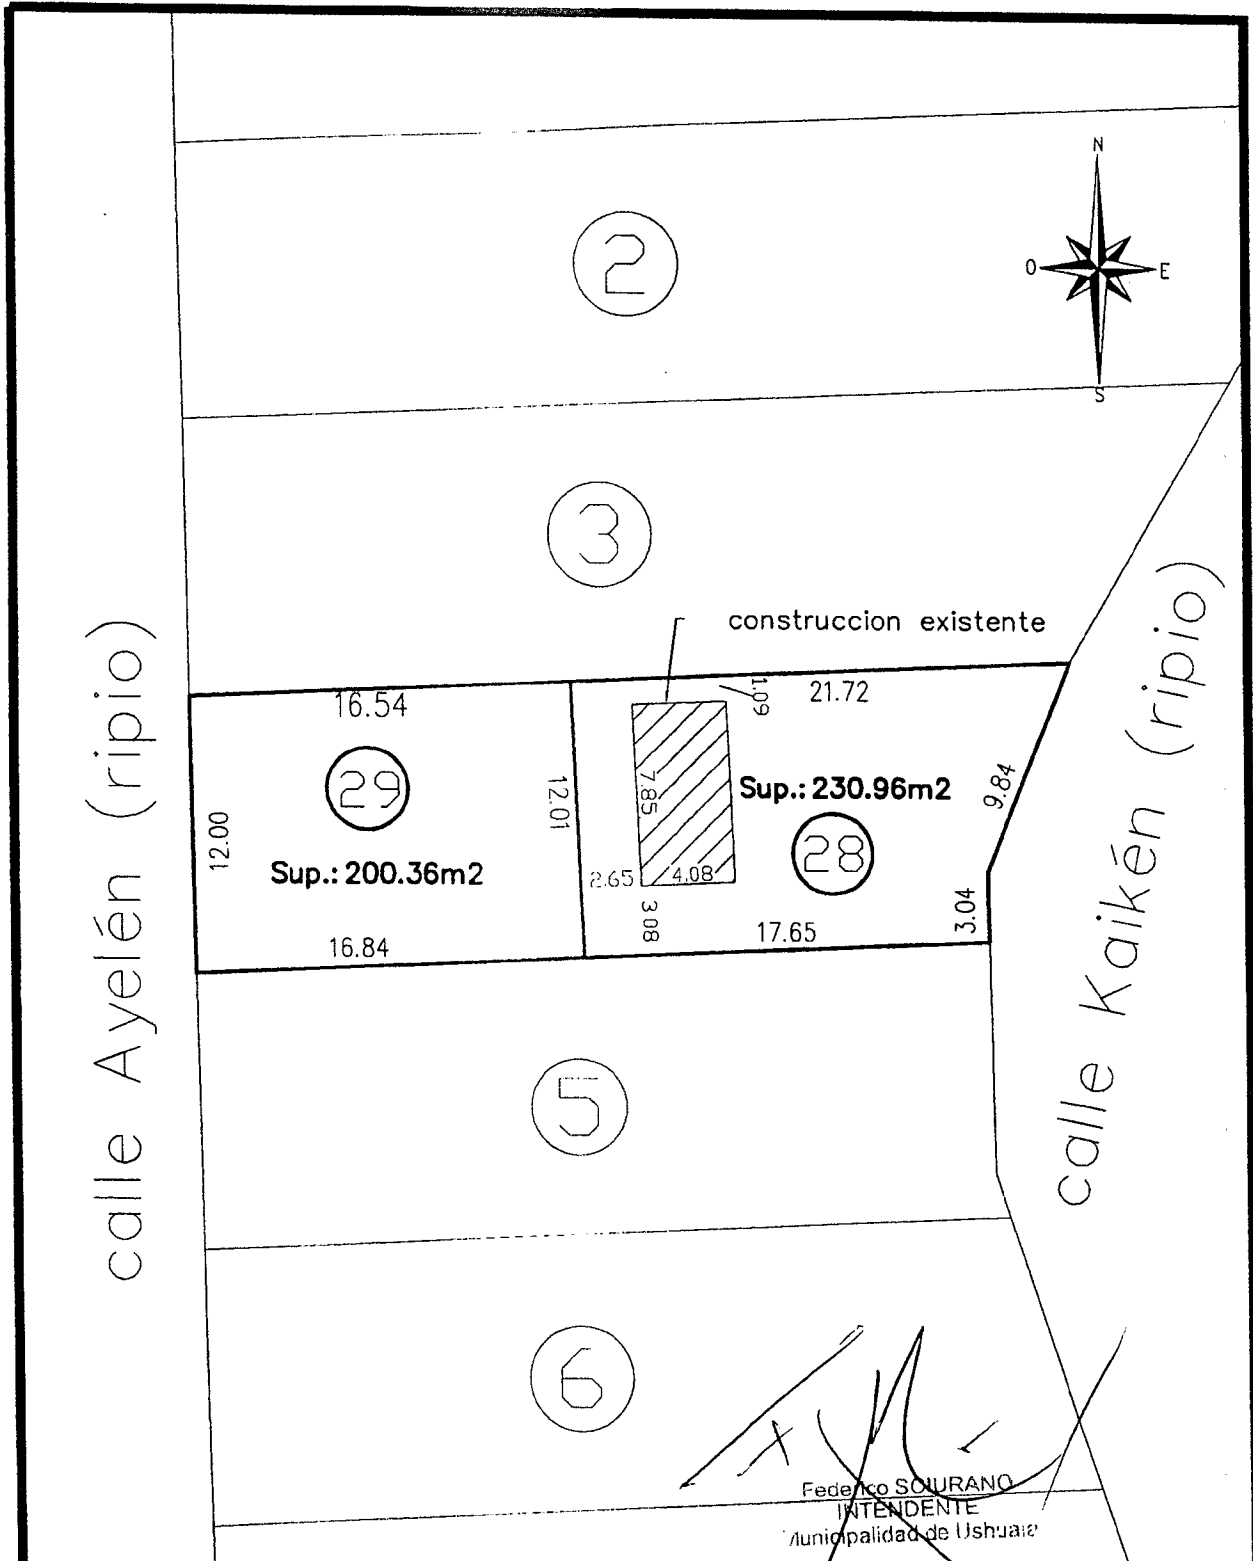 N
2
O
E
S
3
construccion existente
calle Ayelén (ripio)
calle Kaikén (ripio)
16.54
1.09
21.72
29
12.00
12.01
7.85
Sup.: 230.96m2
9.84
28
Sup.: 200.36m2
2.65
4.08
3.08
3.04
16.84
17.65
5
6
Federico SCIURANO
INTENDENTE
Municipalidad de Ushuaia